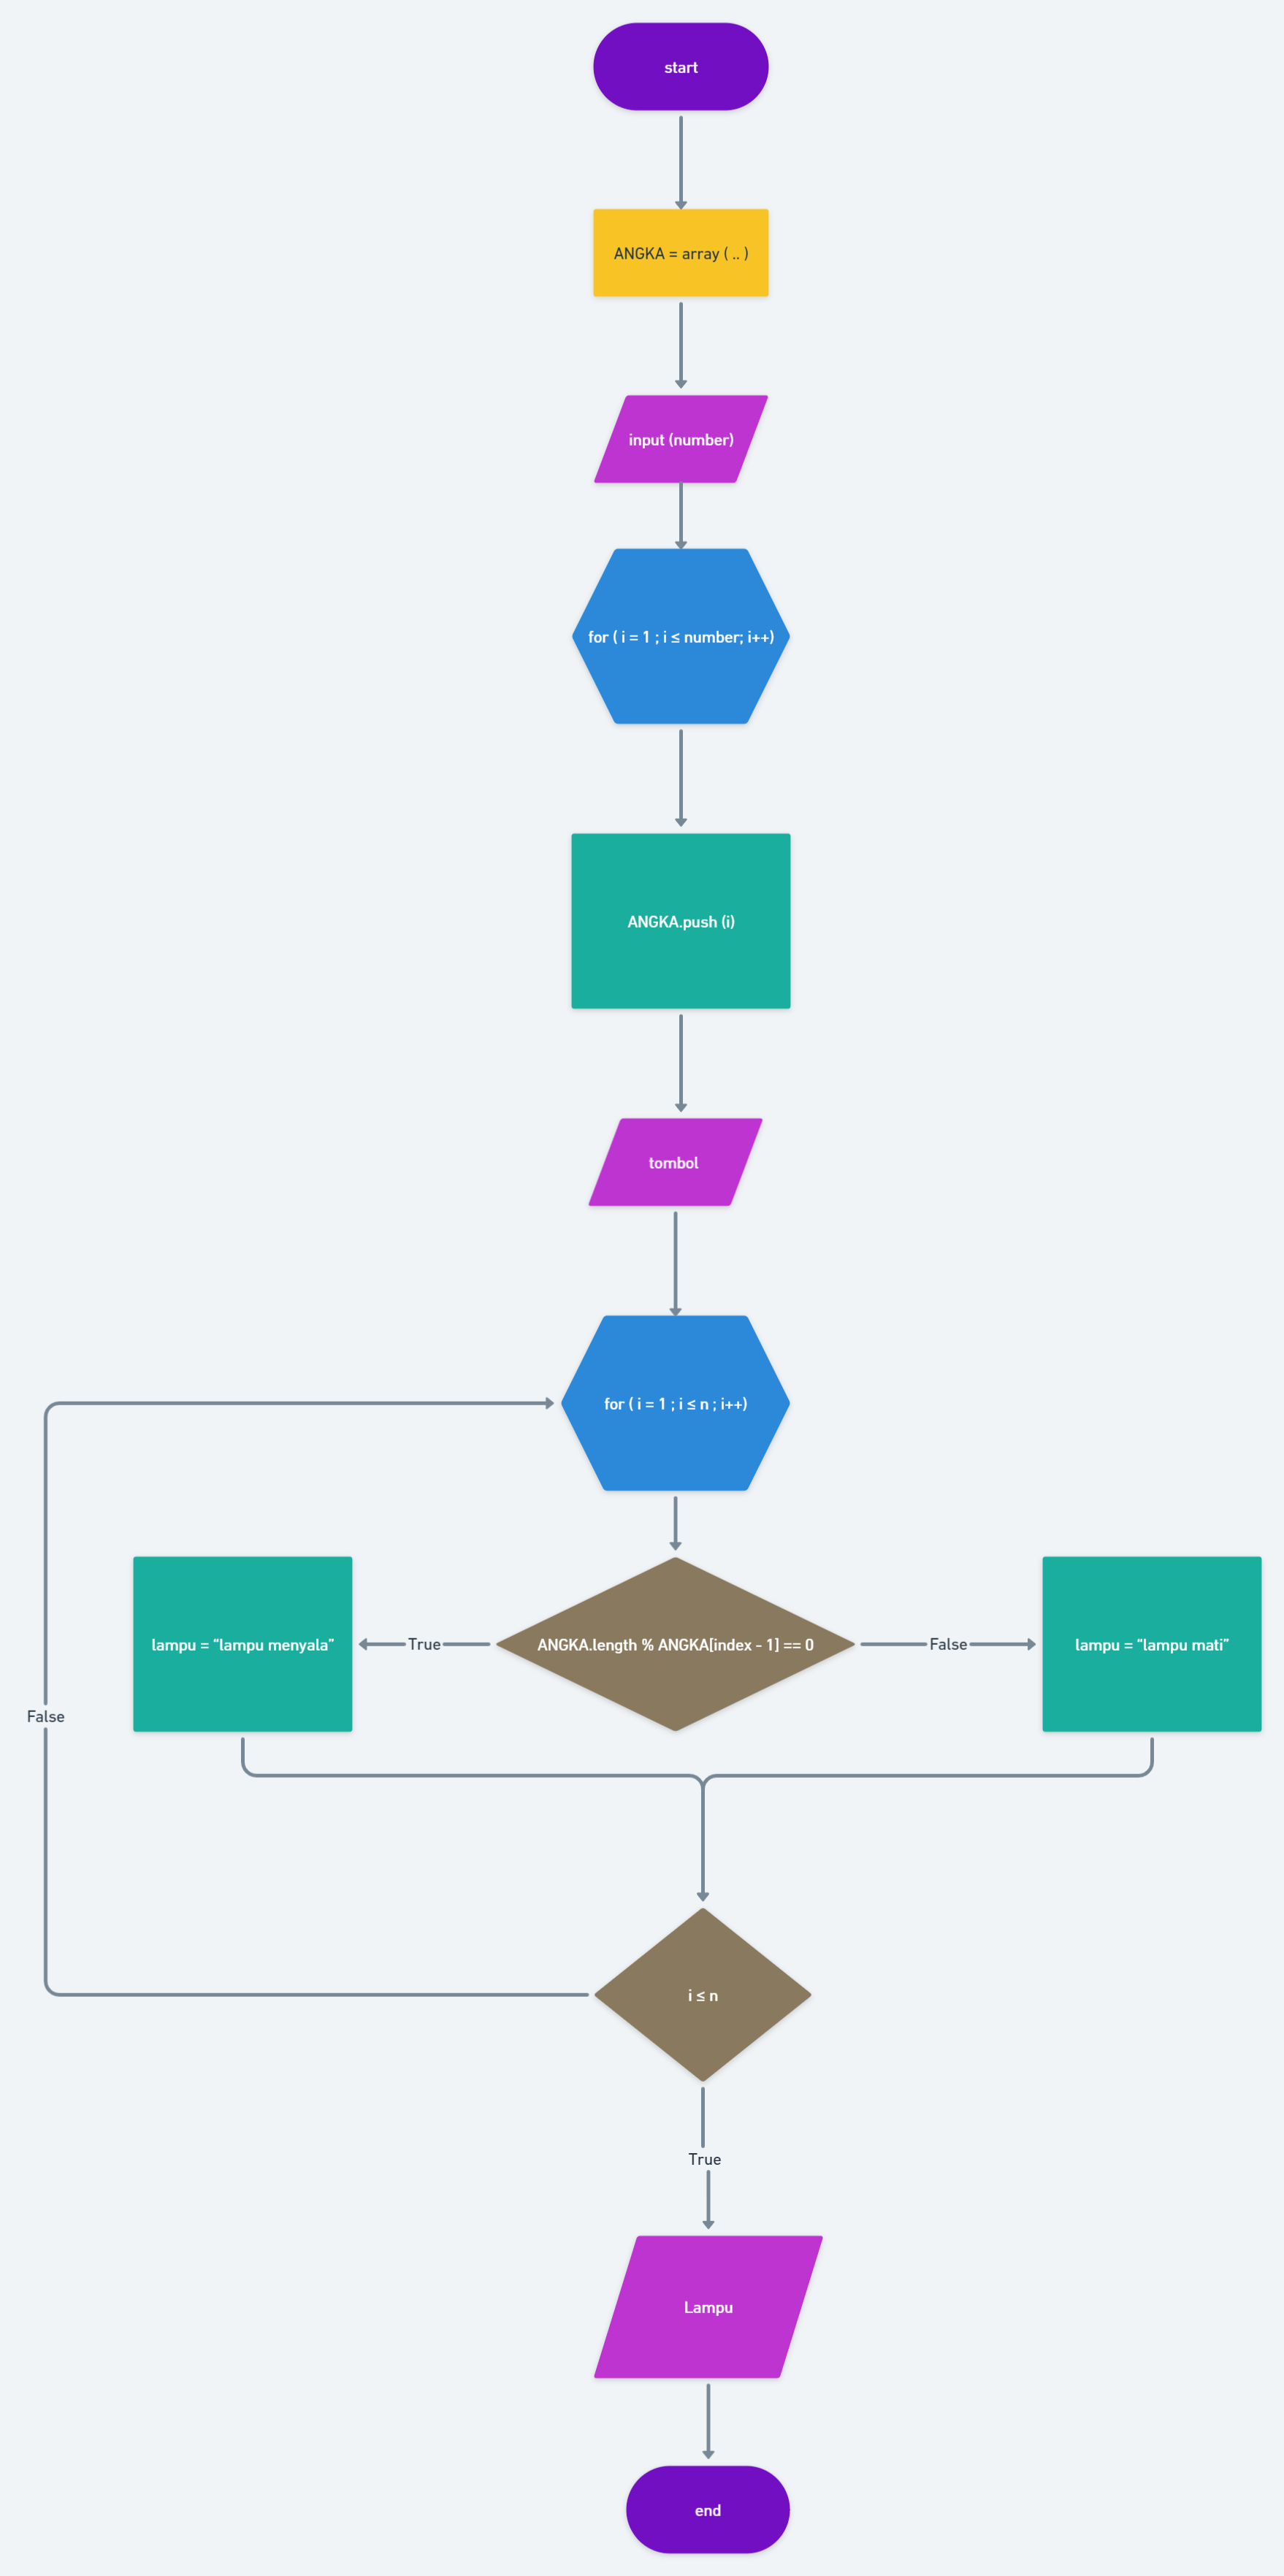 start
ANGKA = array ( .. )
input (number)
for ( i = 1 ; i ≤ number; i++)
ANGKA.push (i)
tombol
for ( i = 1 ; i ≤ n ; i++)
lampu = “lampu menyala”
True
ANGKA.length % ANGKA[index - 1] == 0
False
lampu = “lampu mati”
False
i ≤ n
True
Lampu
end